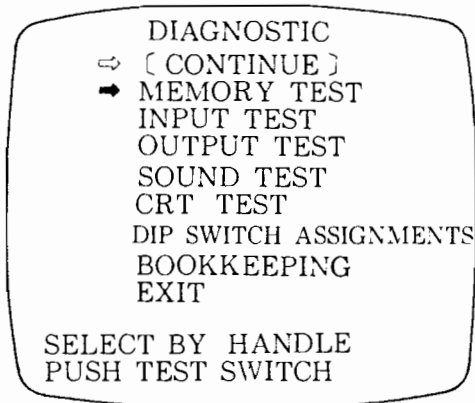 DIAGNOSTIC
⇨ [ CONTINUE ]
➡ MEMORY TEST
INPUT TEST
OUTPUT TEST
SOUND TEST
CRT TEST
DIP SWITCH ASSIGNMENTS
BOOKKEEPING
EXIT
SELECT BY HANDLE
PUSH TEST SWITCH